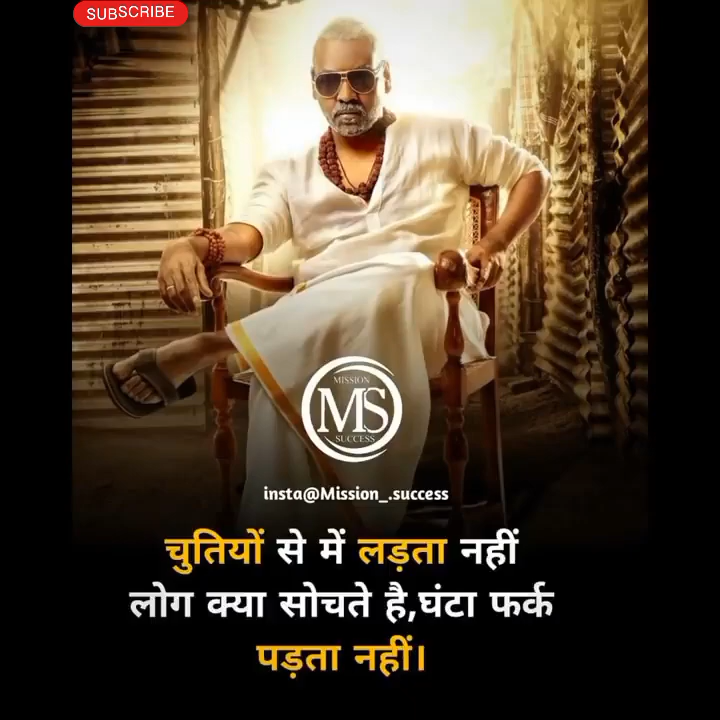 SUBSCRIBE
MISSION
MS
SUCCESS
insta@Mission_.success
चुतियों से में लड़ता नहीं
लोग क्या सोचते है,घंटा फर्क
पड़ता नहीं।